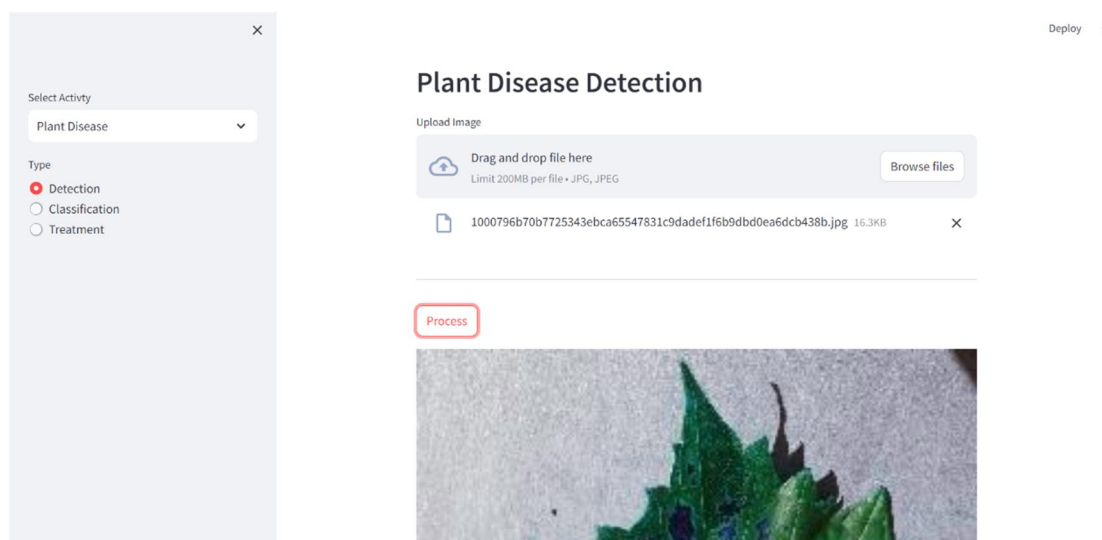 Deploy
Select Activty
Plant Disease
Type
Detection
Classification
Treatment
Plant Disease Detection
Upload Image
Drag and drop file here
Limit 200MB per file • JPG, JPEG
Browse files
1000796b70b7725343ebca65547831c9dadef1f6b9dbd0ea6dcb438b.jpg 16.3KB
Process